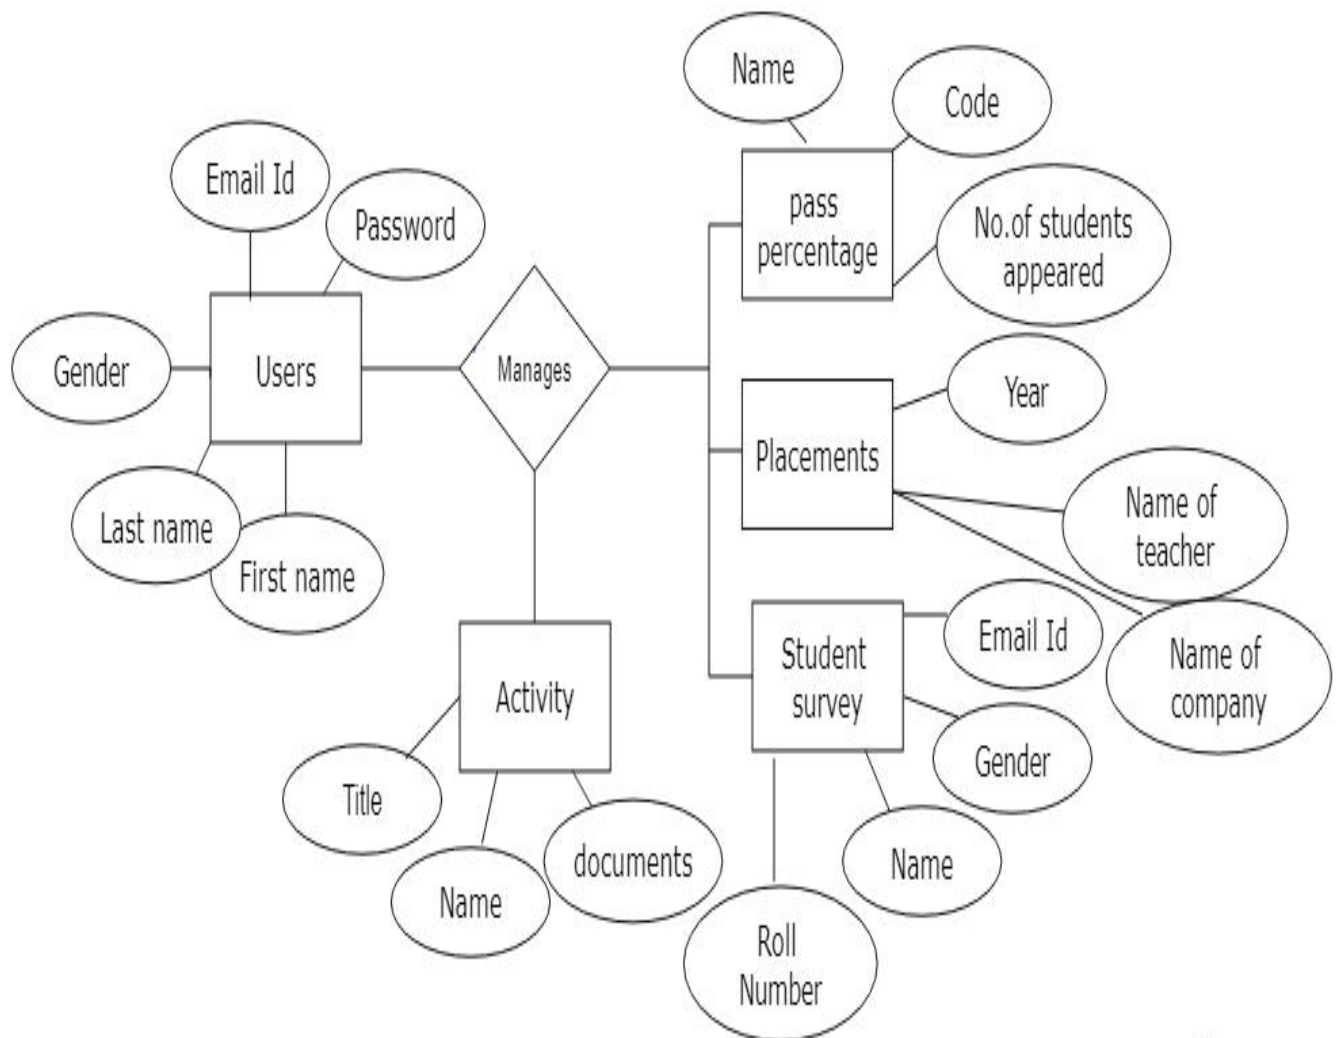 Name
Code
Email Id
Password
pass
percentage
No.of students
appeared
Gender
Users
Manages
Year
Placements
Last name
First name
Name of
teacher
Email Id
Name of
company
Student
survey
Activity
Gender
Title
Name
documents
Name
Roll
Number